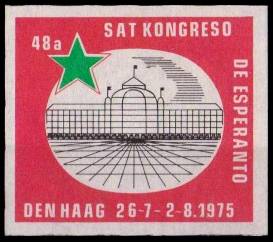 48a
SAT KONGRESO
DE ESPERANTO
DEN HAAG 26-7-2-8.1975